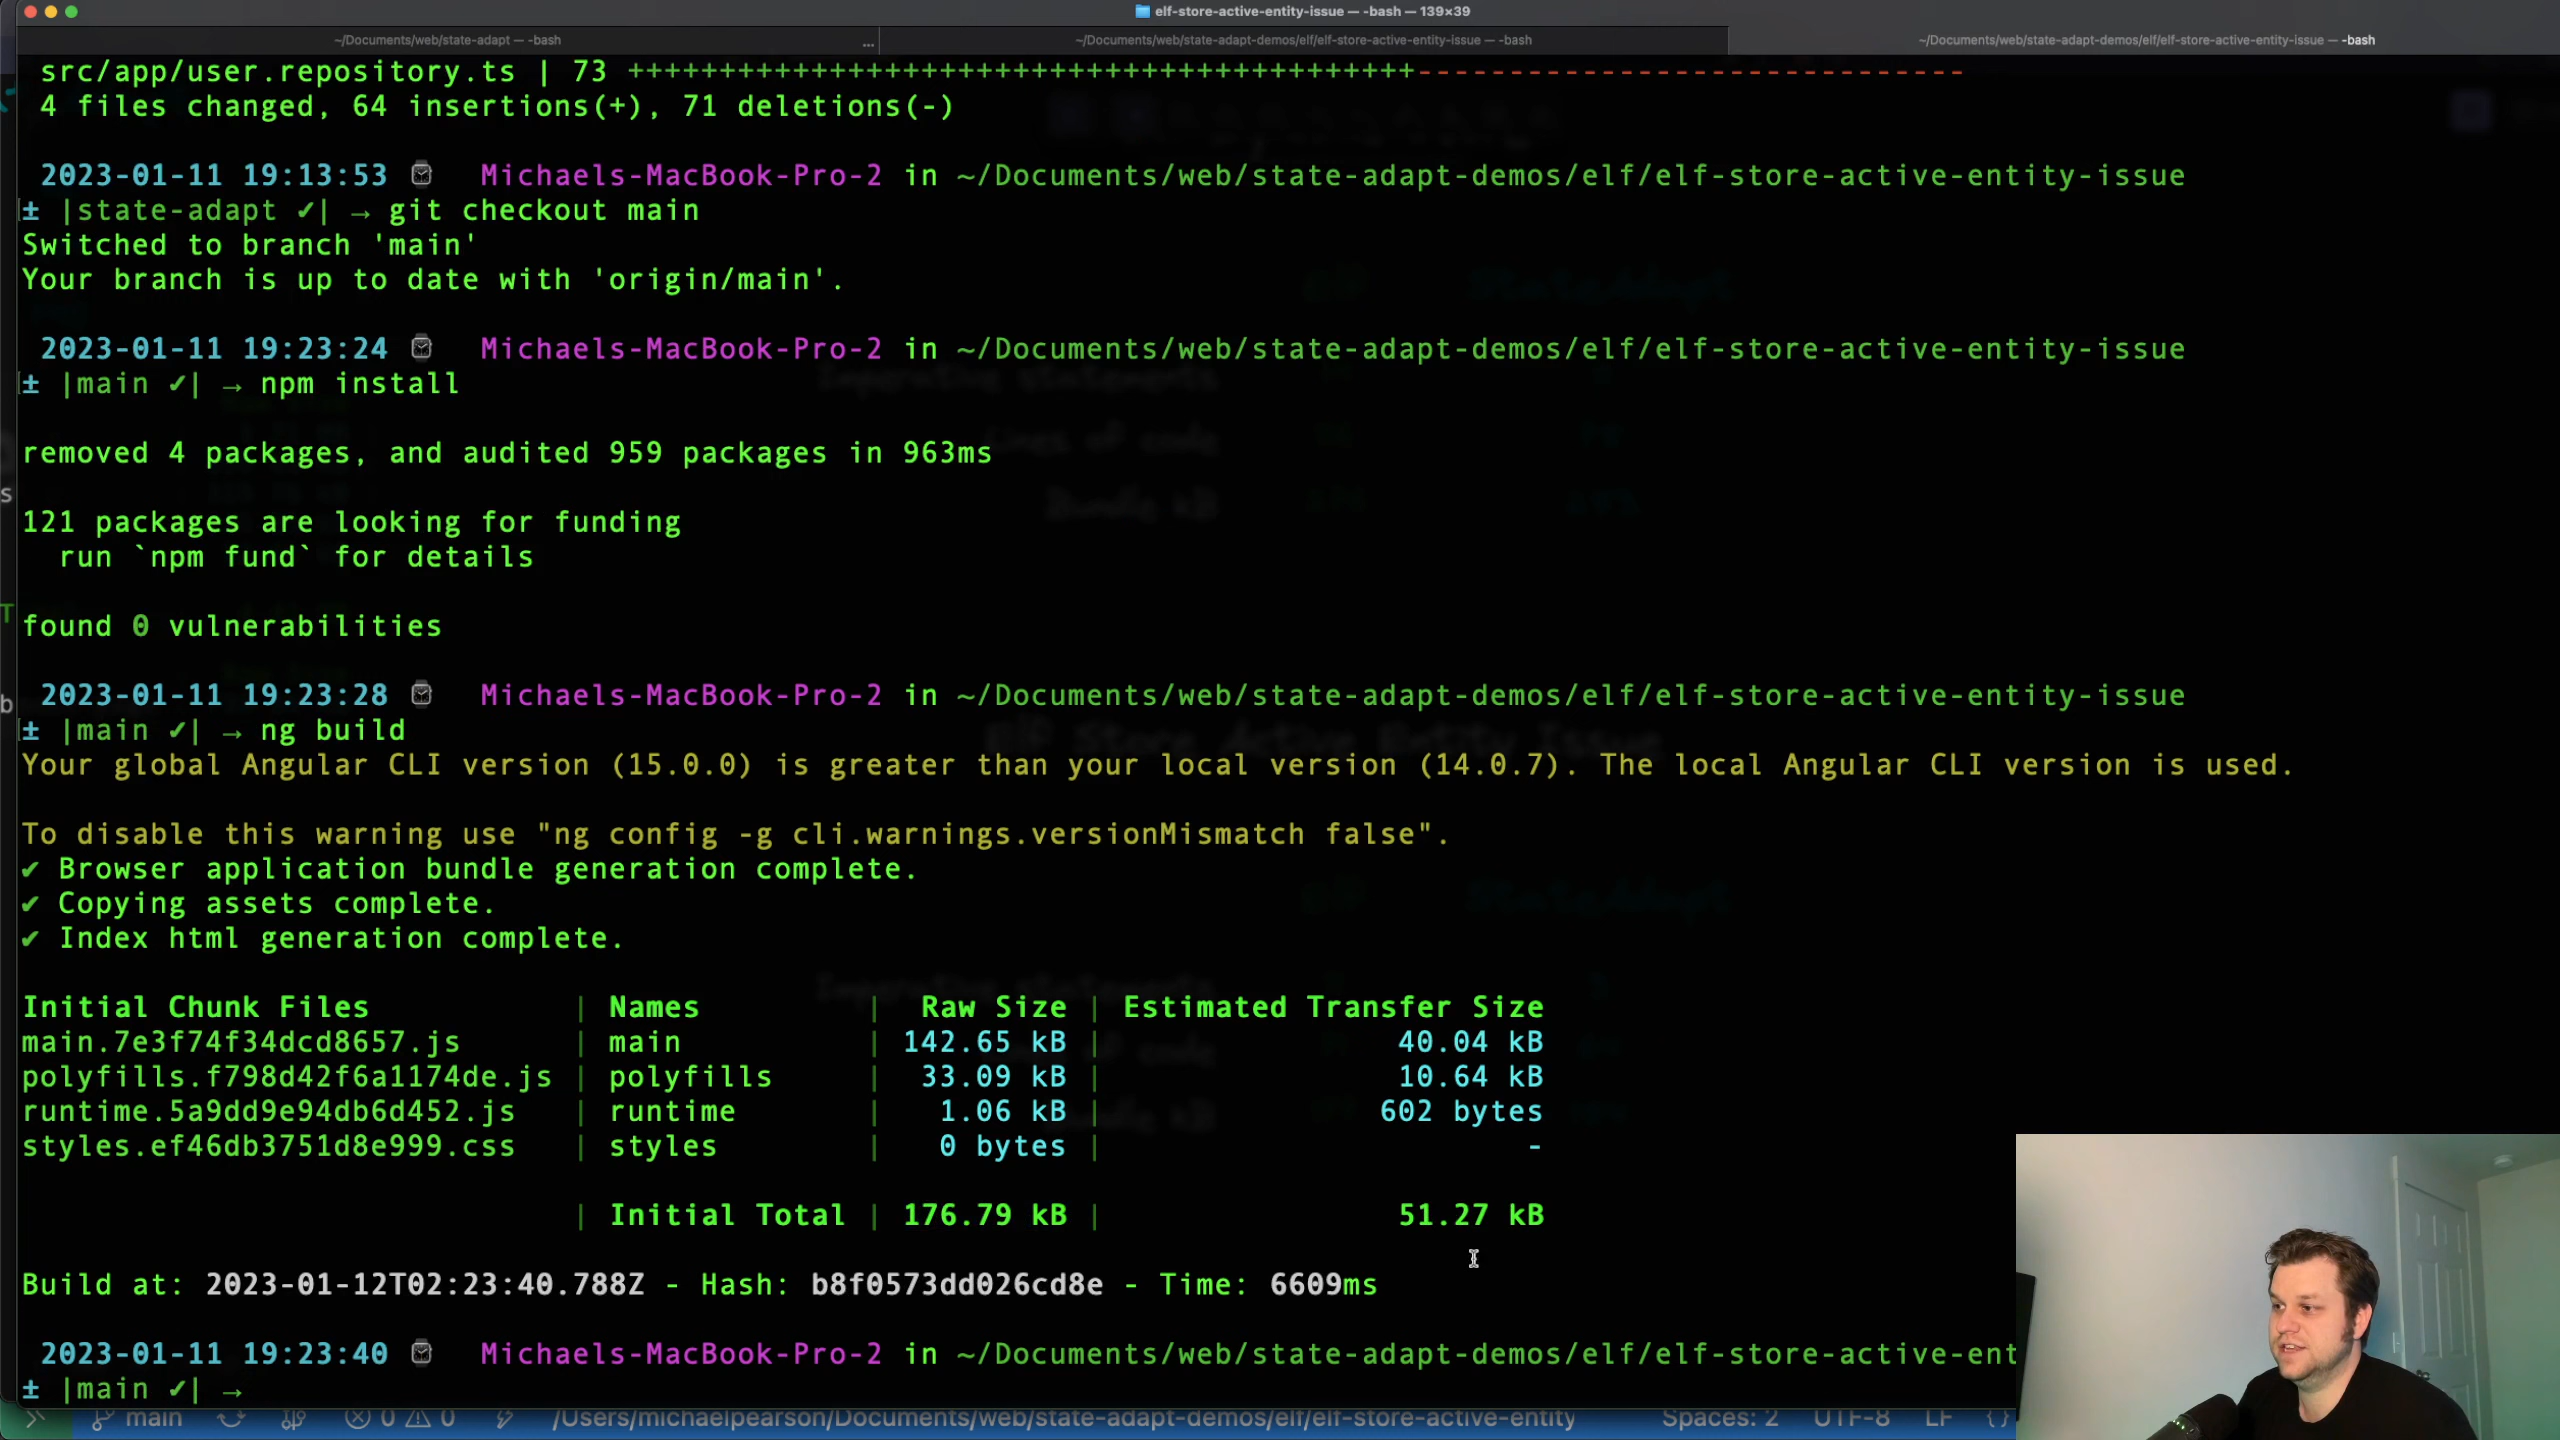 elf-store-active-entity-issue — -bash — 139×39
~/Documents/web/state-adapt — -bash
...
~/Documents/web/state-adapt-demos/elf/elf-store-active-entity-issue — -bash
~/Documents/web/state-adapt-demos/elf/elf-store-active-entity-issue — -bash
src/app/user.repository.ts | 73 +++++++++++++++++++++++++++++++++++++++++++------------------------------
4 files changed, 64 insertions(+), 71 deletions(-)
2023-01-11 19:13:53 Michaels-MacBook-Pro-2 in ~/Documents/web/state-adapt-demos/elf/elf-store-active-entity-issue
± |state-adapt ✓| → git checkout main
Switched to branch 'main'
Your branch is up to date with 'origin/main'.
2023-01-11 19:23:24 Michaels-MacBook-Pro-2 in ~/Documents/web/state-adapt-demos/elf/elf-store-active-entity-issue
± |main ✓| → npm install
removed 4 packages, and audited 959 packages in 963ms
121 packages are looking for funding
run `npm fund` for details
found 0 vulnerabilities
2023-01-11 19:23:28 Michaels-MacBook-Pro-2 in ~/Documents/web/state-adapt-demos/elf/elf-store-active-entity-issue
± |main ✓| → ng build
Your global Angular CLI version (15.0.0) is greater than your local version (14.0.7). The local Angular CLI version is used.
To disable this warning use "ng config -g cli.warnings.versionMismatch false".
✔ Browser application bundle generation complete.
✔ Copying assets complete.
✔ Index html generation complete.
Initial Chunk Files | Names | Raw Size | Estimated Transfer Size
main.7e3f74f34dcd8657.js | main | 142.65 kB | 40.04 kB
polyfills.f798d42f6a1174de.js | polyfills | 33.09 kB | 10.64 kB
runtime.5a9dd9e94db6d452.js | runtime | 1.06 kB | 602 bytes
styles.ef46db3751d8e999.css | styles | 0 bytes | -
| Initial Total | 176.79 kB | 51.27 kB
Build at: 2023-01-12T02:23:40.788Z - Hash: b8f0573dd026cd8e - Time: 6609ms
2023-01-11 19:23:40 Michaels-MacBook-Pro-2 in ~/Documents/web/state-adapt-demos/elf/elf-store-active-ent
± |main ✓| →
main 0 0 /Users/michaelpearson/Documents/web/state-adapt-demos/elf/elf-store-active-entity Spaces: 2 UTF-8 LF {}